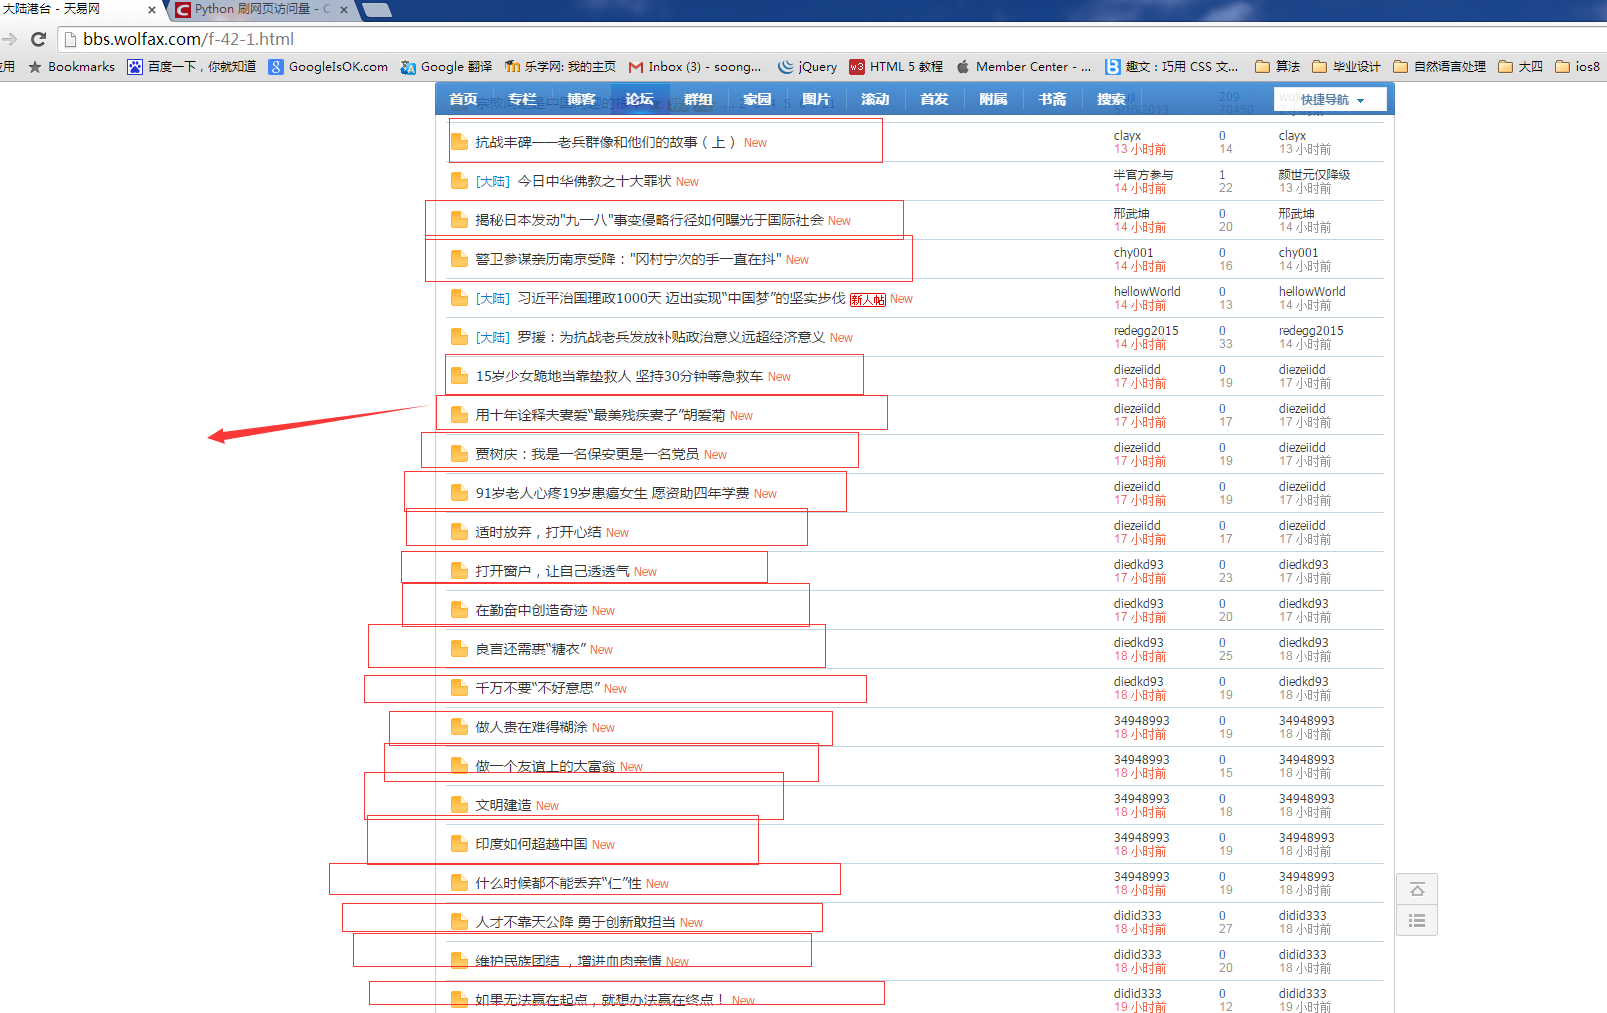 大陆港台 - 天易网
Python 刷网页访问量 - C
bbs.wolfax.com/f-42-1.html
应用 Bookmarks 百度一下，你就知道 GoogleIsOK.com Google 翻译 乐学网: 我的主页 Inbox (3) - soong... jQuery HTML 5 教程 Member Center - ... 趣文：巧用 CSS 文... 算法 毕业设计 自然语言处理 大四 ios8
首页 专栏 博客 论坛 群组 家园 图片 滚动 首发 附属 书斋 搜索 快捷导航
抗战丰碑——老兵群像和他们的故事（上） New clayx 0 clayx
13 小时前 14 13 小时前
[大陆] 今日中华佛教之十大罪状 New 半官方参与 1 颜世元仅降级
14 小时前 22 13 小时前
揭秘日本发动"九一八"事变侵略行径如何曝光于国际社会 New 邢武坤 0 邢武坤
14 小时前 20 14 小时前
警卫参谋亲历南京受降："冈村宁次的手一直在抖" New chy001 0 chy001
14 小时前 16 14 小时前
[大陆] 习近平治国理政1000天 迈出实现“中国梦”的坚实步伐 新人帖 New hellowWorld 0 hellowWorld
14 小时前 13 14 小时前
[大陆] 罗援：为抗战老兵发放补贴政治意义远超经济意义 New redegg2015 0 redegg2015
14 小时前 33 14 小时前
15岁少女跪地当靠垫救人 坚持30分钟等急救车 New diezeiidd 0 diezeiidd
17 小时前 19 17 小时前
用十年诠释夫妻爱“最美残疾妻子”胡爱菊 New diezeiidd 0 diezeiidd
17 小时前 17 17 小时前
贾树庆：我是一名保安更是一名党员 New diezeiidd 0 diezeiidd
17 小时前 19 17 小时前
91岁老人心疼19岁患癌女生 愿资助四年学费 New diezeiidd 0 diezeiidd
17 小时前 19 17 小时前
适时放弃，打开心结 New diezeiidd 0 diezeiidd
17 小时前 17 17 小时前
打开窗户，让自己透透气 New diedkd93 0 diedkd93
17 小时前 23 17 小时前
在勤奋中创造奇迹 New diedkd93 0 diedkd93
17 小时前 20 17 小时前
良言还需裹“糖衣” New diedkd93 0 diedkd93
18 小时前 25 18 小时前
千万不要“不好意思” New diedkd93 0 diedkd93
18 小时前 19 18 小时前
做人贵在难得糊涂 New 34948993 0 34948993
18 小时前 19 18 小时前
做一个友谊上的大富翁 New 34948993 0 34948993
18 小时前 15 18 小时前
文明建造 New 34948993 0 34948993
18 小时前 18 18 小时前
印度如何超越中国 New 34948993 0 34948993
18 小时前 19 18 小时前
什么时候都不能丢弃“仁”性 New 34948993 0 34948993
18 小时前 19 18 小时前
人才不靠天公降 勇于创新敢担当 New didid333 0 didid333
18 小时前 27 18 小时前
维护民族团结 ，增进血肉亲情 New didid333 0 didid333
18 小时前 20 18 小时前
如果无法赢在起点，就想办法赢在终点！ New didid333 0 didid333
19 小时前 12 19 小时前